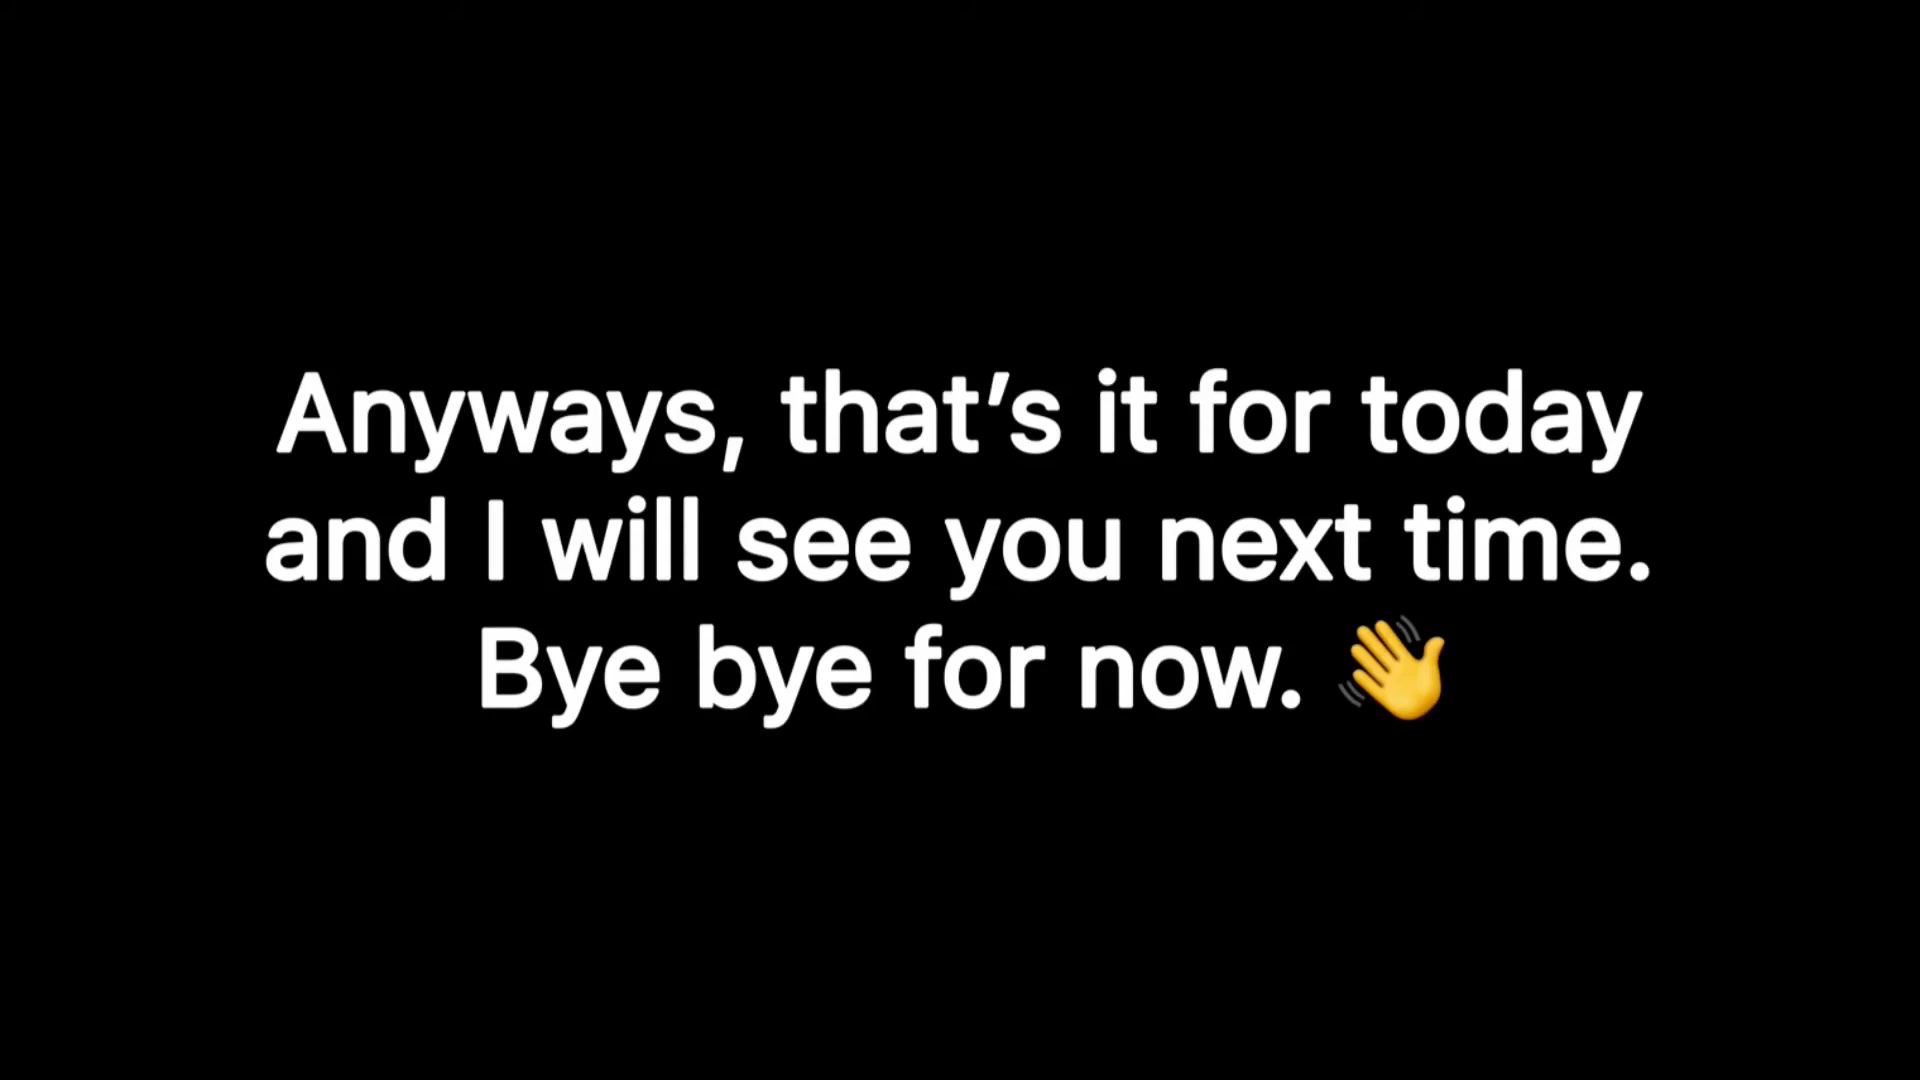 Anyways, that’s it for today
and I will see you next time.
Bye bye for now. 👋